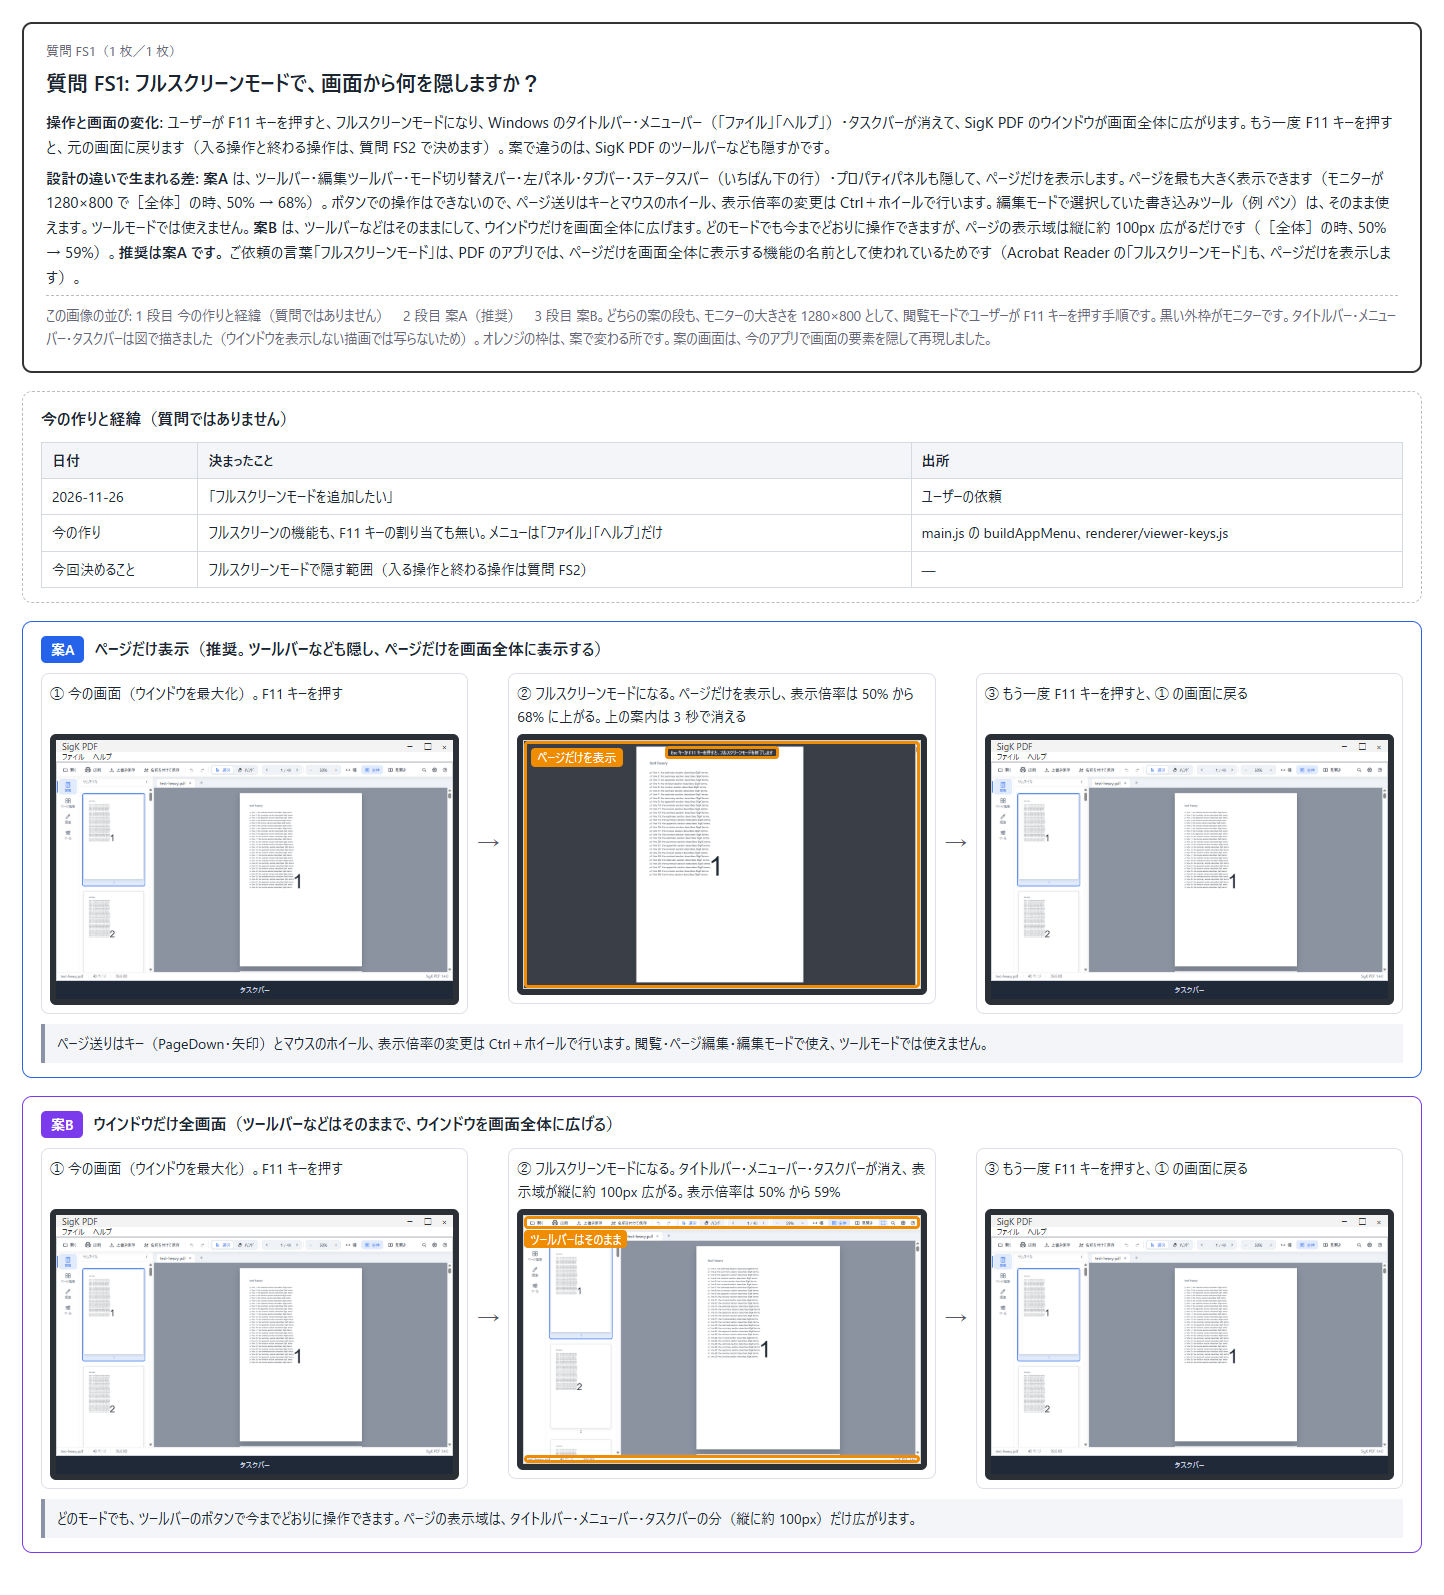 質問 FS1（1 枚／1 枚）
質問 FS1: フルスクリーンモードで、画面から何を隠しますか？
操作と画面の変化: ユーザーが F11 キーを押すと、フルスクリーンモードになり、Windows のタイトルバー・メニューバー（「ファイル」「ヘルプ」）・タスクバーが消えて、SigK PDF のウインドウが画面全体に広がります。もう一度 F11 キーを押す
と、元の画面に戻ります（入る操作と終わる操作は、質問 FS2 で決めます）。案で違うのは、SigK PDF のツールバーなども隠すかです。
設計の違いで生まれる差: 案A は、ツールバー・編集ツールバー・モード切り替えバー・左パネル・タブバー・ステータスバー（いちばん下の行）・プロパティパネルも隠して、ページだけを表示します。ページを最も大きく表示できます（モニターが
1280×800 で［全体］の時、50% → 68%）。ボタンでの操作はできないので、ページ送りはキーとマウスのホイール、表示倍率の変更は Ctrl＋ホイールで行います。編集モードで選択していた書き込みツール（例 ペン）は、そのまま使
えます。ツールモードでは使えません。案B は、ツールバーなどはそのままにして、ウインドウだけを画面全体に広げます。どのモードでも今までどおりに操作できますが、ページの表示域は縦に約 100px 広がるだけです（［全体］の時、50%
→ 59%）。推奨は案A です。ご依頼の言葉「フルスクリーンモード」は、PDF のアプリでは、ページを画面全体に表示する機能の名前として使われているためです（Acrobat Reader の「フルスクリーンモード」も、ページだけを表示しま
す）。
この画像の並び: 1 段目 今の作りと経緯（質問ではありません）　2 段目 案A（推奨）　3 段目 案B。どちらの案の段も、モニターの大きさを 1280×800 として、閲覧モードでユーザーが F11 キーを押す手順です。黒い外枠がモニターです。タイトルバー・メニュー
バー・タスクバーは図で描きました（ウインドウを表示しない描画では写らないため）。オレンジの枠は、案で変わる所です。案の画面は、今のアプリで画面の要素を隠して再現しました。
今の作りと経緯（質問ではありません）
日付 決まったこと 出所
2026-11-26 「フルスクリーンモードを追加したい」 ユーザーの依頼
今の作り フルスクリーンの機能も、F11 キーの割り当ても無い。メニューは「ファイル」「ヘルプ」だけ main.js の buildAppMenu、renderer/viewer-keys.js
今回決めること フルスクリーンモードで隠す範囲（入る操作と終わる操作は質問 FS2） —
案A ページだけ表示（推奨。ツールバーなども隠し、ページだけを画面全体に表示する）
① 今の画面（ウインドウを最大化）。F11 キーを押す
SigK PDF
ファイル ヘルプ
1
2
タスクバー
→
② フルスクリーンモードになる。ページだけを表示し、表示倍率は 50% から
68% に上がる。上の案内は 3 秒で消える
ページだけを表示
Esc キーか F11 キーを押すと、フルスクリーンモードを終了します
1
→
③ もう一度 F11 キーを押すと、① の画面に戻る
SigK PDF
ファイル ヘルプ
1
2
タスクバー
ページ送りはキー（PageDown・矢印）とマウスのホイール、表示倍率の変更は Ctrl＋ホイールで行います。閲覧・ページ編集・編集モードで使え、ツールモードでは使えません。
案B ウインドウだけ全画面（ツールバーなどはそのままで、ウインドウを画面全体に広げる）
① 今の画面（ウインドウを最大化）。F11 キーを押す
SigK PDF
ファイル ヘルプ
1
2
タスクバー
→
② フルスクリーンモードになる。タイトルバー・メニューバー・タスクバーが消え、表
示域が縦に約 100px 広がる。表示倍率は 50% から 59%
ツールバーはそのまま
1
2
→
③ もう一度 F11 キーを押すと、① の画面に戻る
SigK PDF
ファイル ヘルプ
1
2
タスクバー
どのモードでも、ツールバーのボタンで今までどおりに操作できます。ページの表示域は、タイトルバー・メニューバー・タスクバーの分（縦に約 100px）だけ広がります。